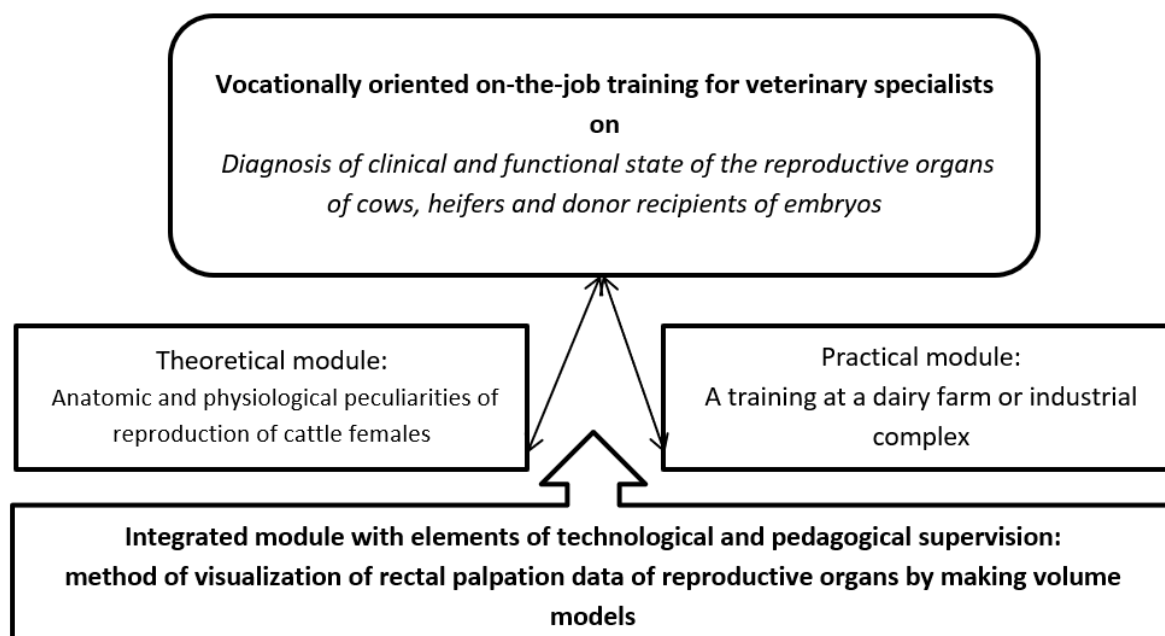 Vocationally oriented on-the-job training for veterinary specialists
on
Diagnosis of clinical and functional state of the reproductive organs
of cows, heifers and donor recipients of embryos
Theoretical module:
Anatomic and physiological peculiarities of
reproduction of cattle females
Practical module:
A training at a dairy farm or industrial
complex
Integrated module with elements of technological and pedagogical supervision:
method of visualization of rectal palpation data of reproductive organs by making volume
models